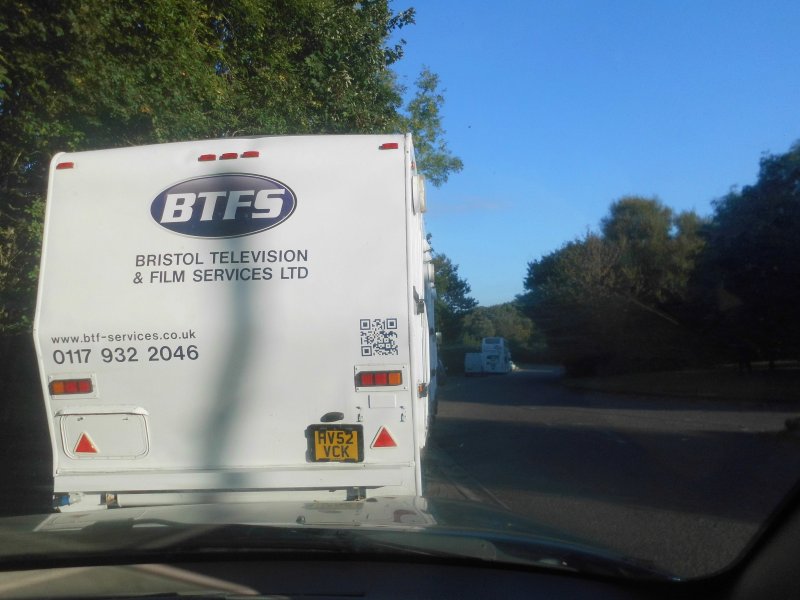 BTFS
BRISTOL TELEVISION
& FILM SERVICES LTD
www.btf-services.co.uk
0117 932 2046
HV52
VCK